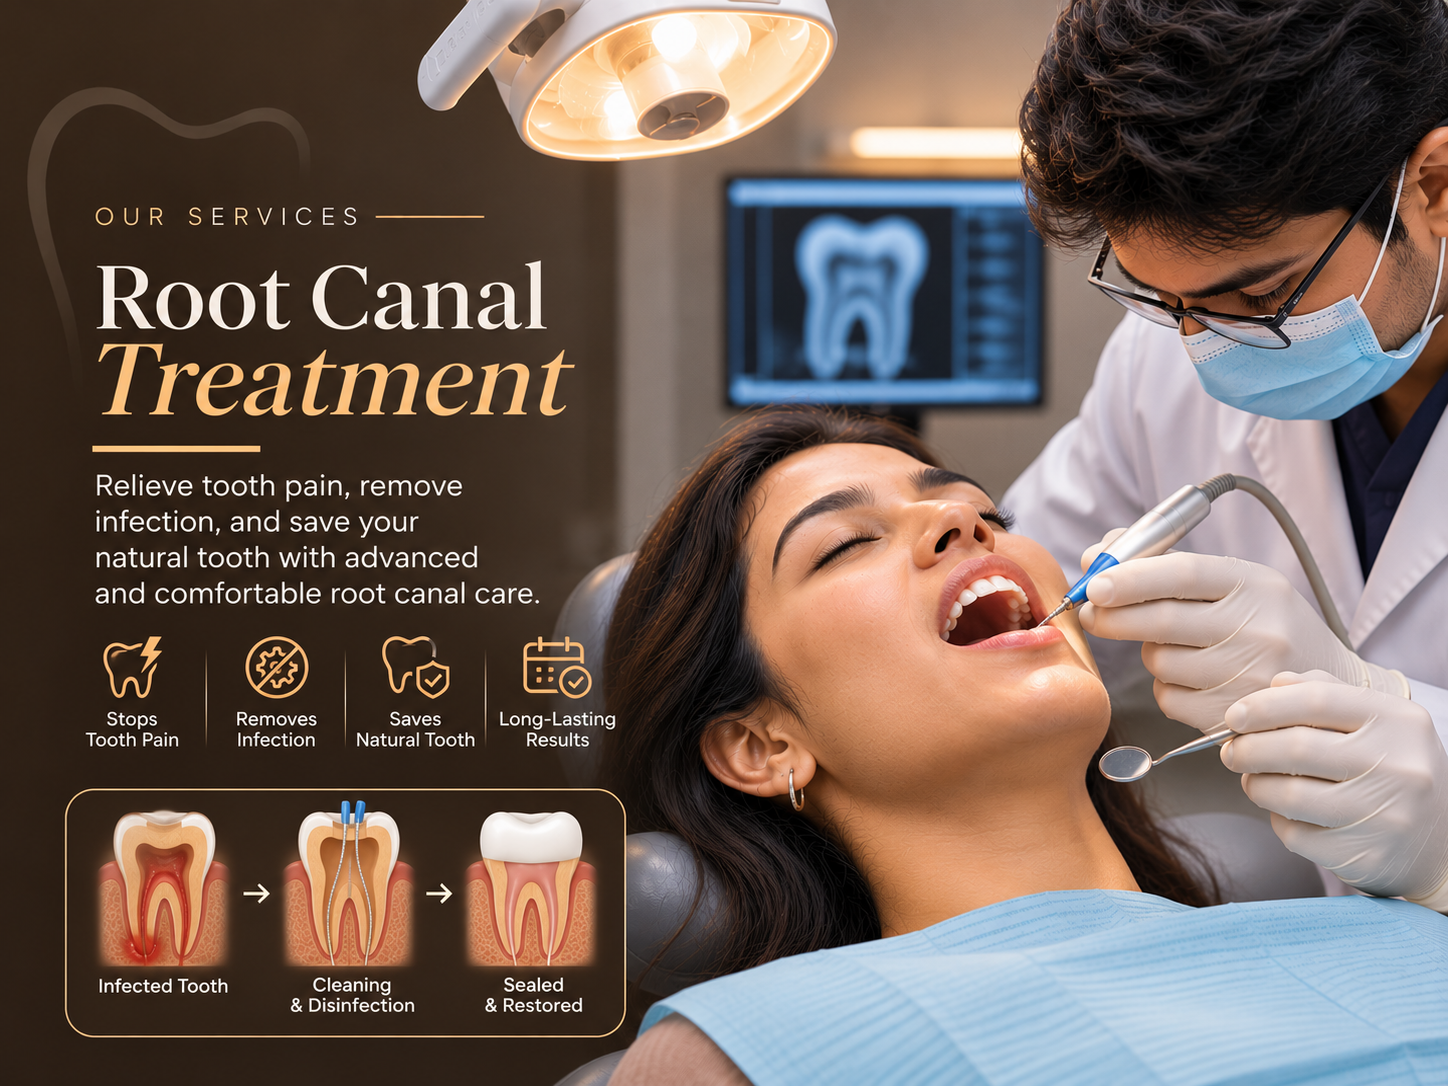 OUR SERVICES
Root Canal
Treatment
Relieve tooth pain, remove
infection, and save your
natural tooth with advanced
and comfortable root canal care.
Stops
Tooth Pain
Removes
Infection
Saves
Natural Tooth
Long-Lasting
Results
Infected Tooth
Cleaning
& Disinfection
Sealed
& Restored